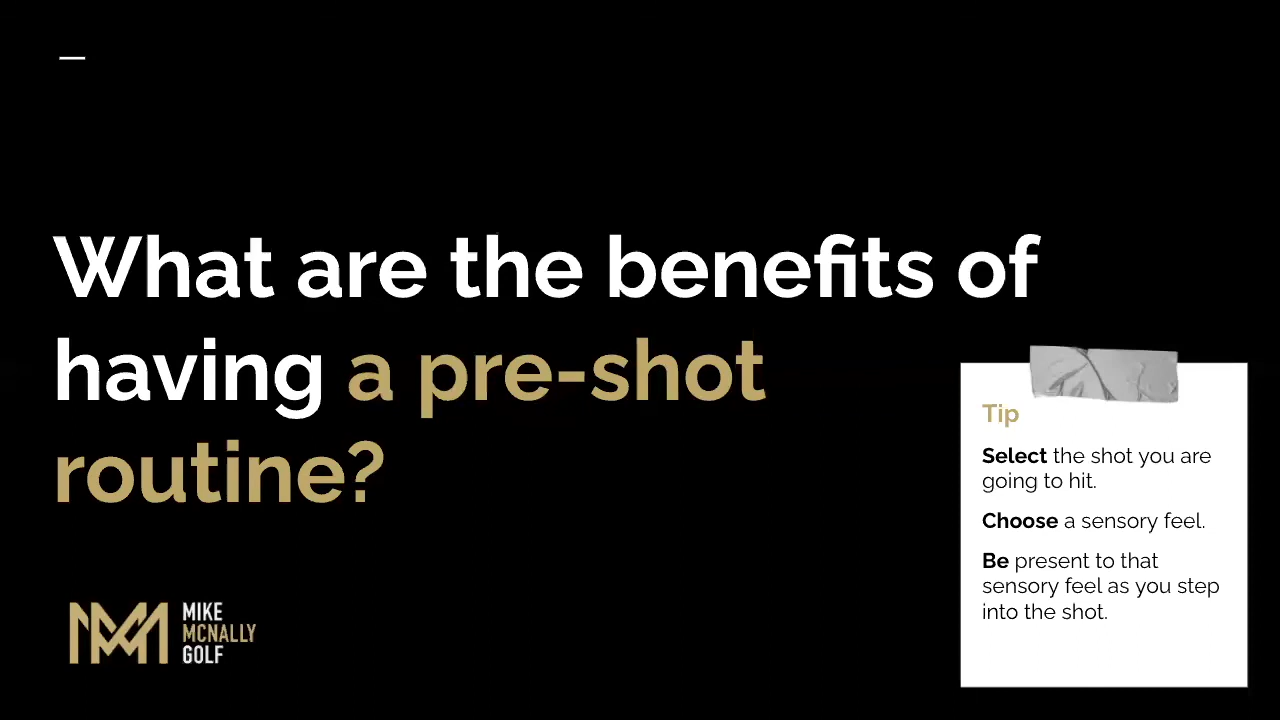 What are the benefits of
having a pre-shot
routine?
Tip
Select the shot you are
going to hit.
Choose a sensory feel.
Be present to that
sensory feel as you step
into the shot.
MIKE
MCNALLY
GOLF